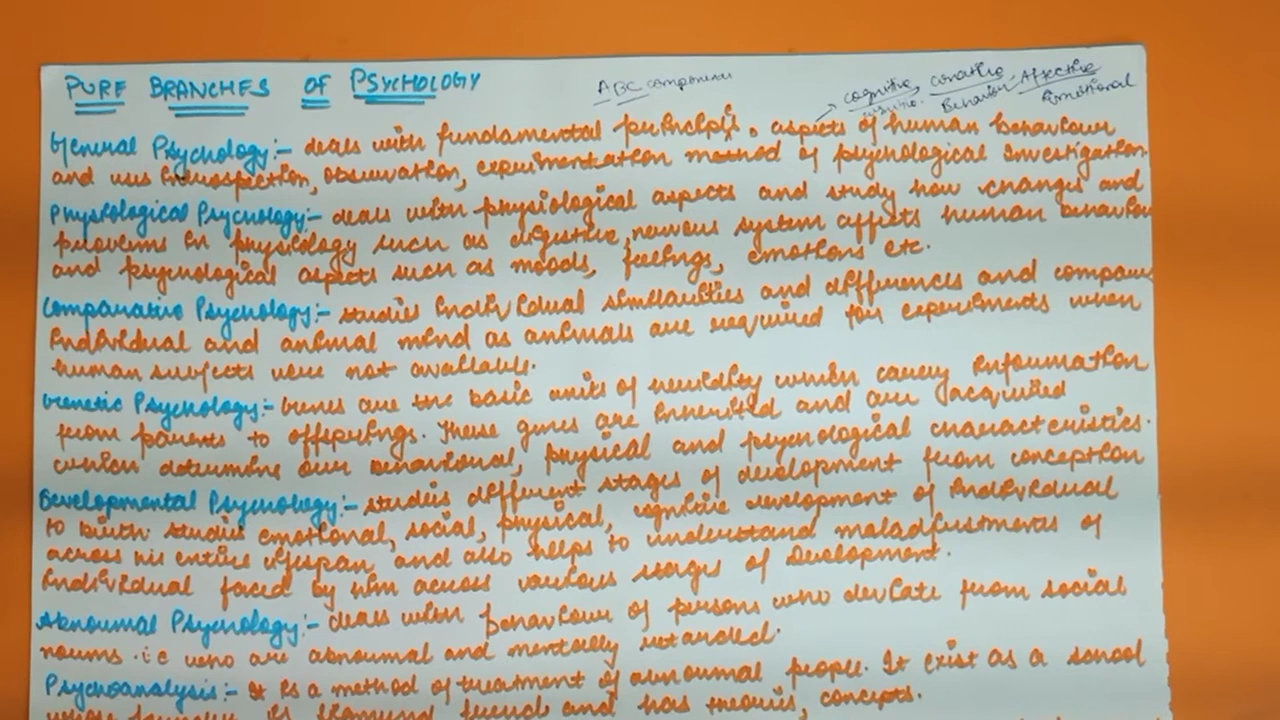 PURE BRANCHES OF PSYCHOLOGY
ABC components
cognitive, conative, Affective
Behavior Emotional
General Psychology:- deals with fundamental principles. aspects of human behaviour
and uses introspection, observation, experimentation method of psychological investigation
Physiological Psychology:- deals with physiological aspects and study how changes and
problems in physiology such as digestive, nervous system affects human behaviour
and psychological aspects such as moods, feelings, emotions etc.
Comparative Psychology:- studies individual similarities and differences and compare
individual and animal mind as animals are required for experiments when
human subjects were not available.
Genetic Psychology:- Genes are the basic units of heredity which carry information
from parents to offsprings. These genes are inherited and are acquired
which determine our behavioural, physical and psychological characteristics.
Developmental Psychology:- studies different stages of development from conception
to birth. studies emotional, social, physical, cognitive development of individual
across his entire lifespan and also helps to understand maladjustments of
individual faced by him across various stages of development.
Abnormal Psychology:- deals with behaviour of persons who deviate from social
norms. i.e who are abnormal and mentally retarded.
Psychoanalysis:- It is a method of treatment of abnormal people. It exist as a school
whose founder is and has theories, concepts.